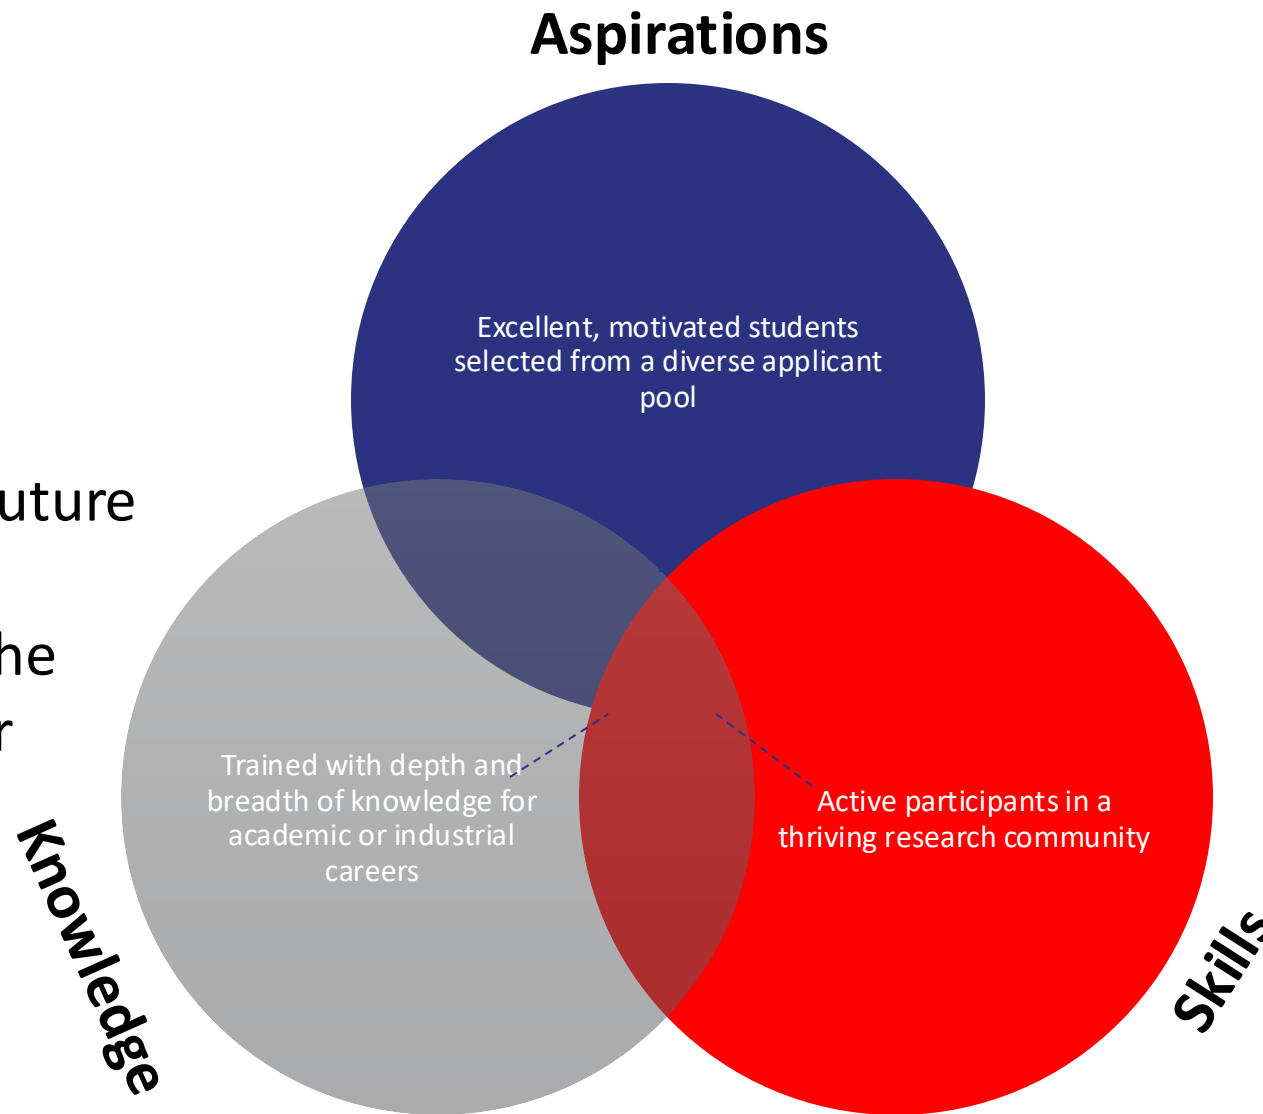 Aspirations
Excellent, motivated students
selected from a diverse applicant
pool
uture
he
r
Trained with depth and
breadth of knowledge for
academic or industrial
careers
Active participants in a
thriving research community
Knowledge
Skills